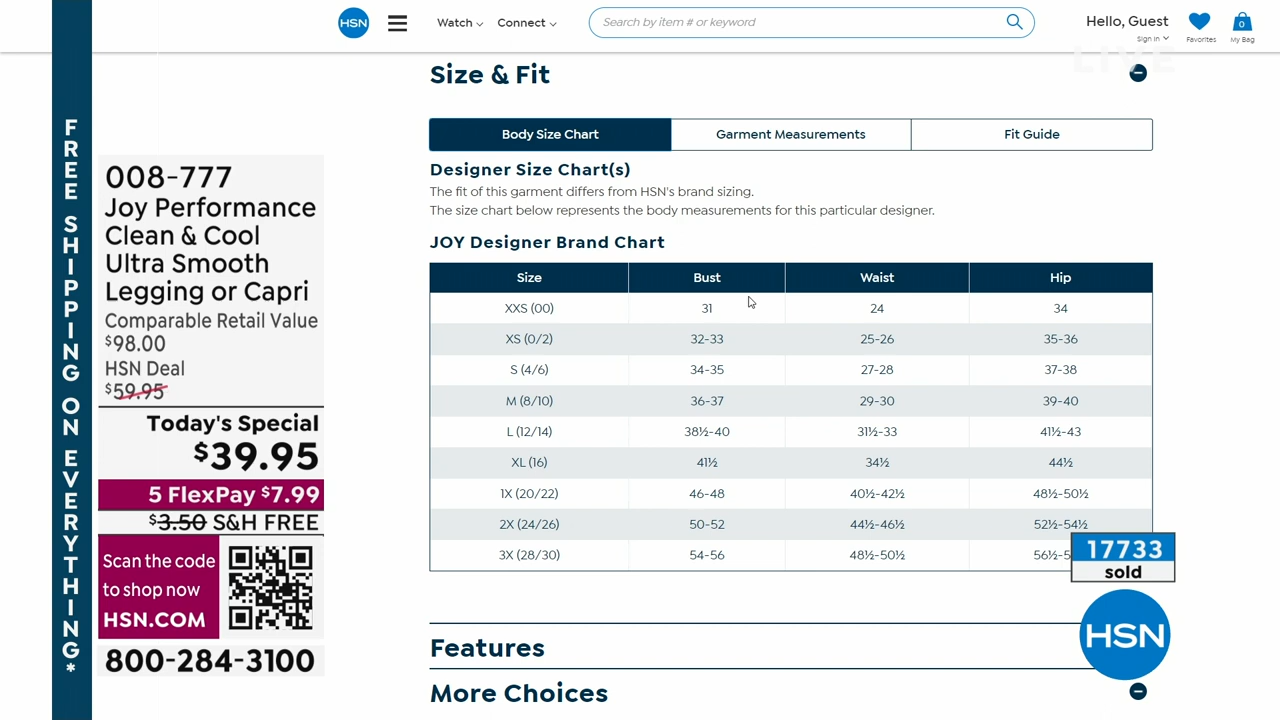 HSN
Watch
Connect
Search by item # or keyword
Hello, Guest
Sign In
Favorites
0
My Bag
LIVE
FREE SHIPPING ON EVERYTHING*
008-777
Joy Performance
Clean & Cool
Ultra Smooth
Legging or Capri
Comparable Retail Value
$98.00
HSN Deal
$59.95
Today's Special
$39.95
5 FlexPay $7.99
$3.50 S&H FREE
Scan the code
to shop now
HSN.COM
800-284-3100
Size & Fit
Body Size Chart Garment Measurements Fit Guide
Designer Size Chart(s)
The fit of this garment differs from HSN's brand sizing.
The size chart below represents the body measurements for this particular designer.
JOY Designer Brand Chart
Size Bust Waist Hip
XXS (00) 31 24 34
XS (0/2) 32-33 25-26 35-36
S (4/6) 34-35 27-28 37-38
M (8/10) 36-37 29-30 39-40
L (12/14) 38½-40 31½-33 41½-43
XL (16) 41½ 34½ 44½
1X (20/22) 46-48 40½-42½ 48½-50½
2X (24/26) 50-52 44½-46½ 52½-54½
3X (28/30) 54-56 48½-50½
17733
sold
HSN
Features
More Choices